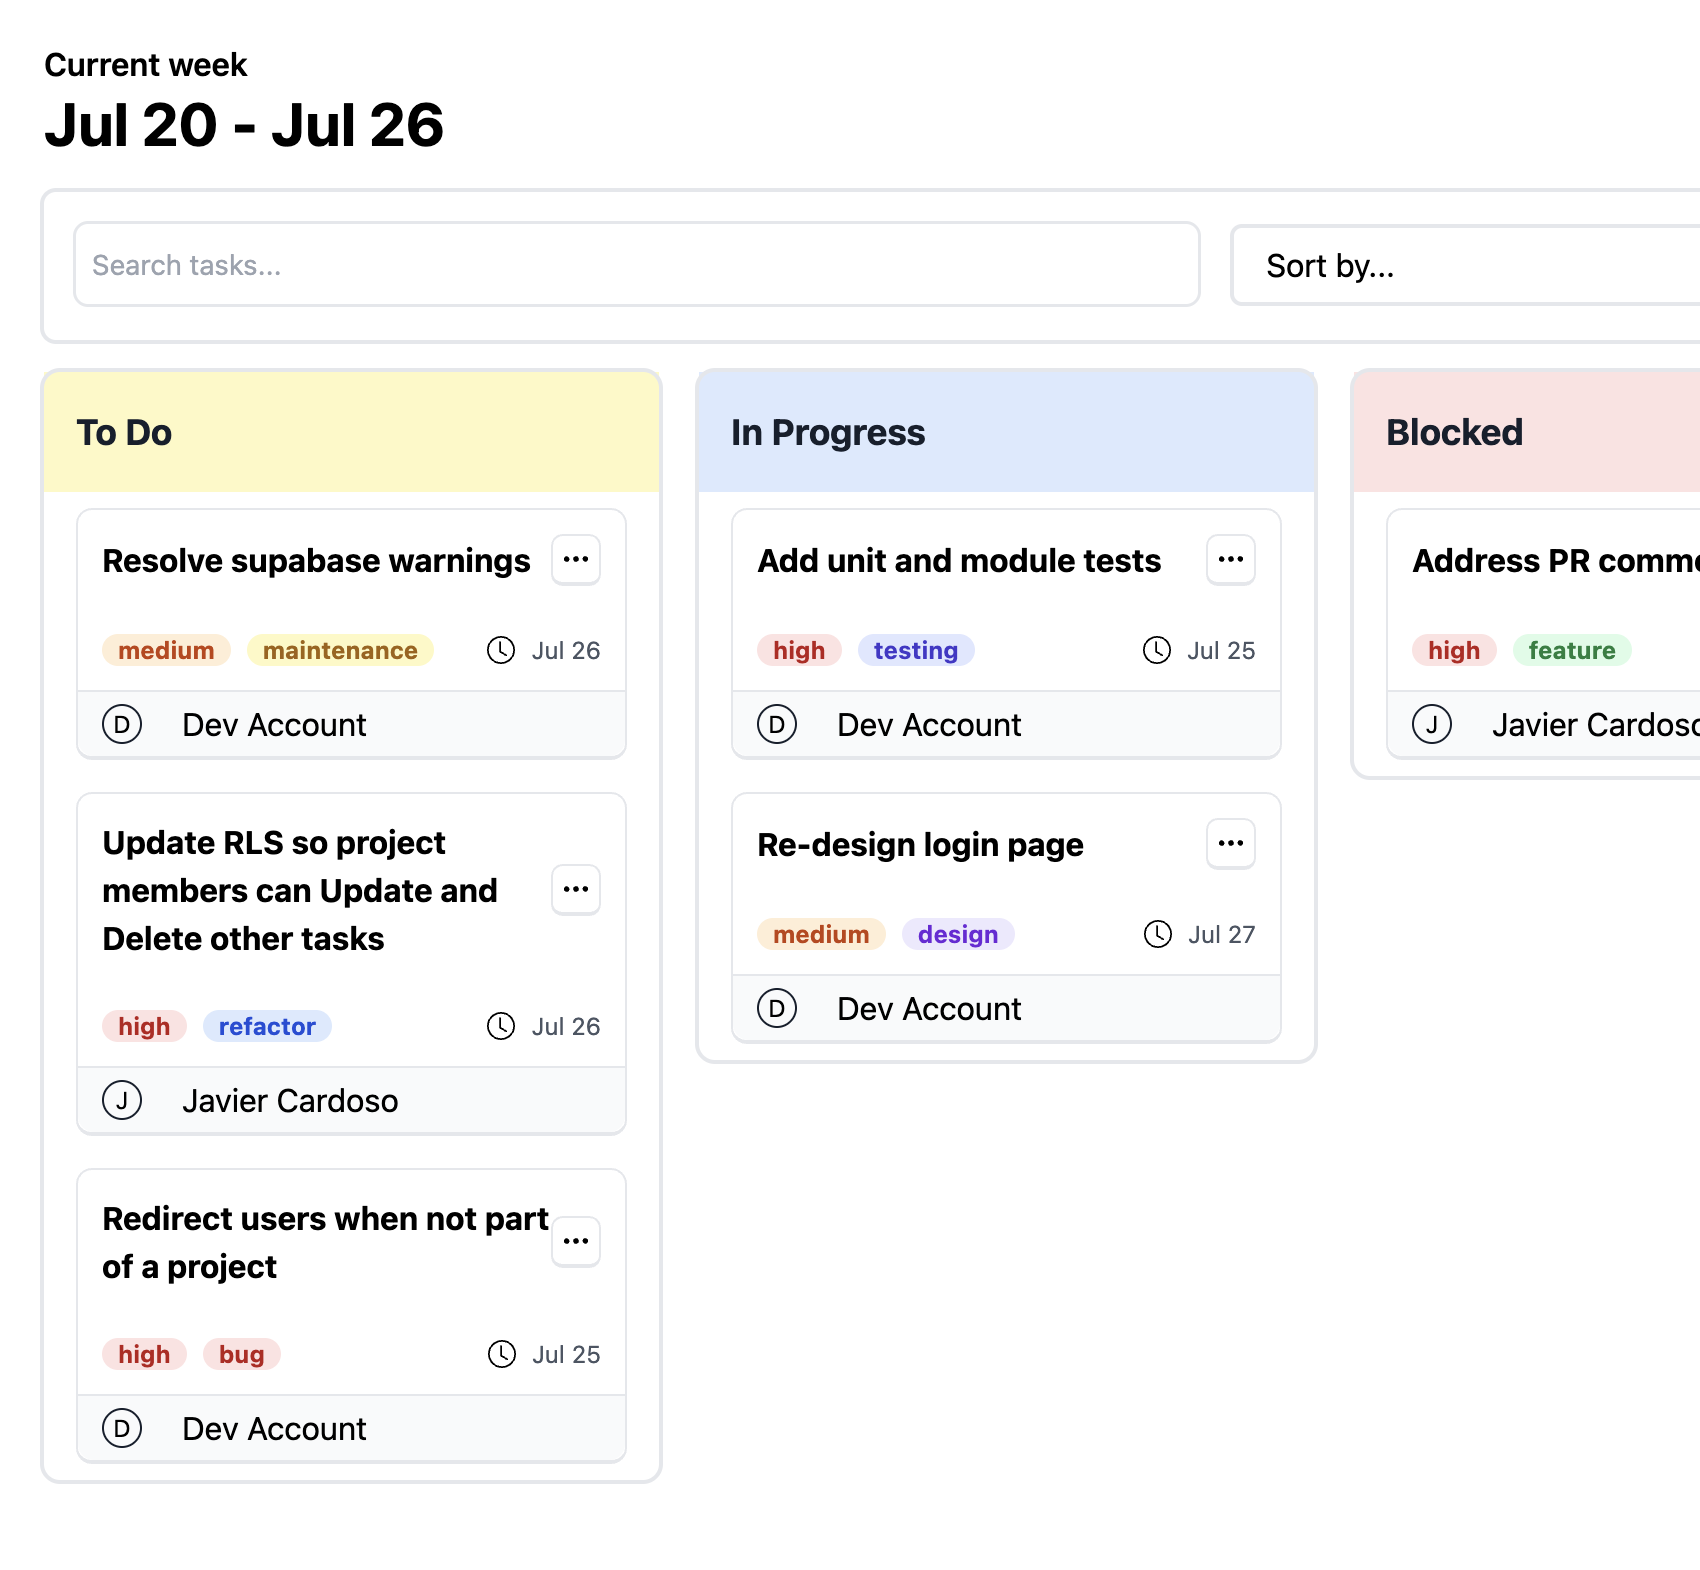 Current week
Jul 20 - Jul 26
Search tasks...
Sort by...
To Do
Resolve supabase warnings
medium maintenance Jul 26
D Dev Account
Update RLS so project
members can Update and
Delete other tasks
high refactor Jul 26
J Javier Cardoso
Redirect users when not part
of a project
high bug Jul 25
D Dev Account
In Progress
Add unit and module tests
high testing Jul 25
D Dev Account
Re-design login page
medium design Jul 27
D Dev Account
Blocked
Address PR
high feature
J Javier Cardoso